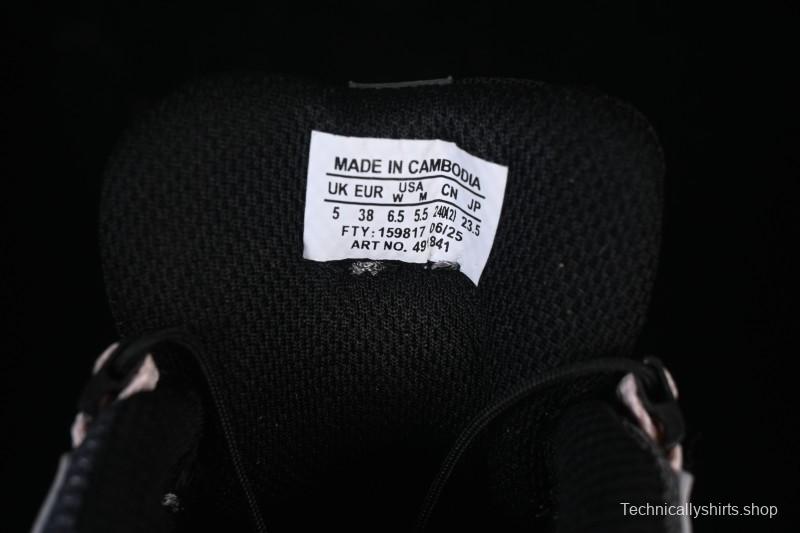 MADE IN CAMBODIA
UK EUR USA W M CN JP
5 38 6.5 5.5 240(2) 23.5
FTY: 159817 06/25
ART NO. 49841
Technicallyshirts.shop